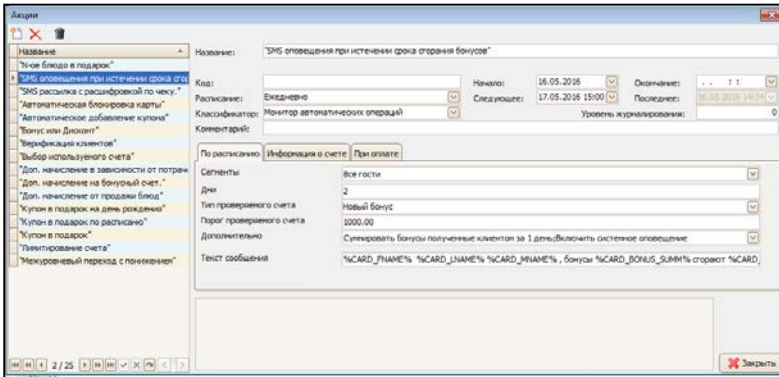 Акции
Название
"N-ое блюдо в подарок"
"SMS оповещения при истечении срока сгор
"SMS рассылка с расшифровкой по чеку."
"Автоматическая блокировка карты"
"Автоматическое добавление купона"
"Бонус или Дисконт"
"Верификация клиентов"
"Выбор используемого счета"
"Доп. начисление в зависимости от потрач
"Доп. начисление на бонусный счет."
"Доп. начисление от продажи блюд"
"Купон в подарок на день рождения"
"Купон в подарок по расписанию"
"Купон в подарок"
"Лимитирование счета"
"Межуровневый переход с понижением"
2 / 25
Название: "SMS оповещения при истечении срока сгорания бонусов"
Код: Начало: 16.05.2016 Окончание: . . : :
Расписание: Ежедневно Следующее: 17.05.2016 15:00 Последнее: 16.05.2016 14:34
Классификатор: Монитор автоматических операций Уровень журналирования: 0
Комментарий:
По расписанию Информация о счете При оплате
Сегменты Все гости
Дни 2
Тип проверяемого счета Новый бонус
Порог проверяемого счета 1000.00
Дополнительно Суммировать бонусы полученные клиентом за 1 день;Включить системное оповещение
Текст сообщения %CARD_FNAME% %CARD_LNAME% %CARD_MNAME% , бонусы %CARD_BONUS_SUMM% сгорают %CARD_
Закрыть